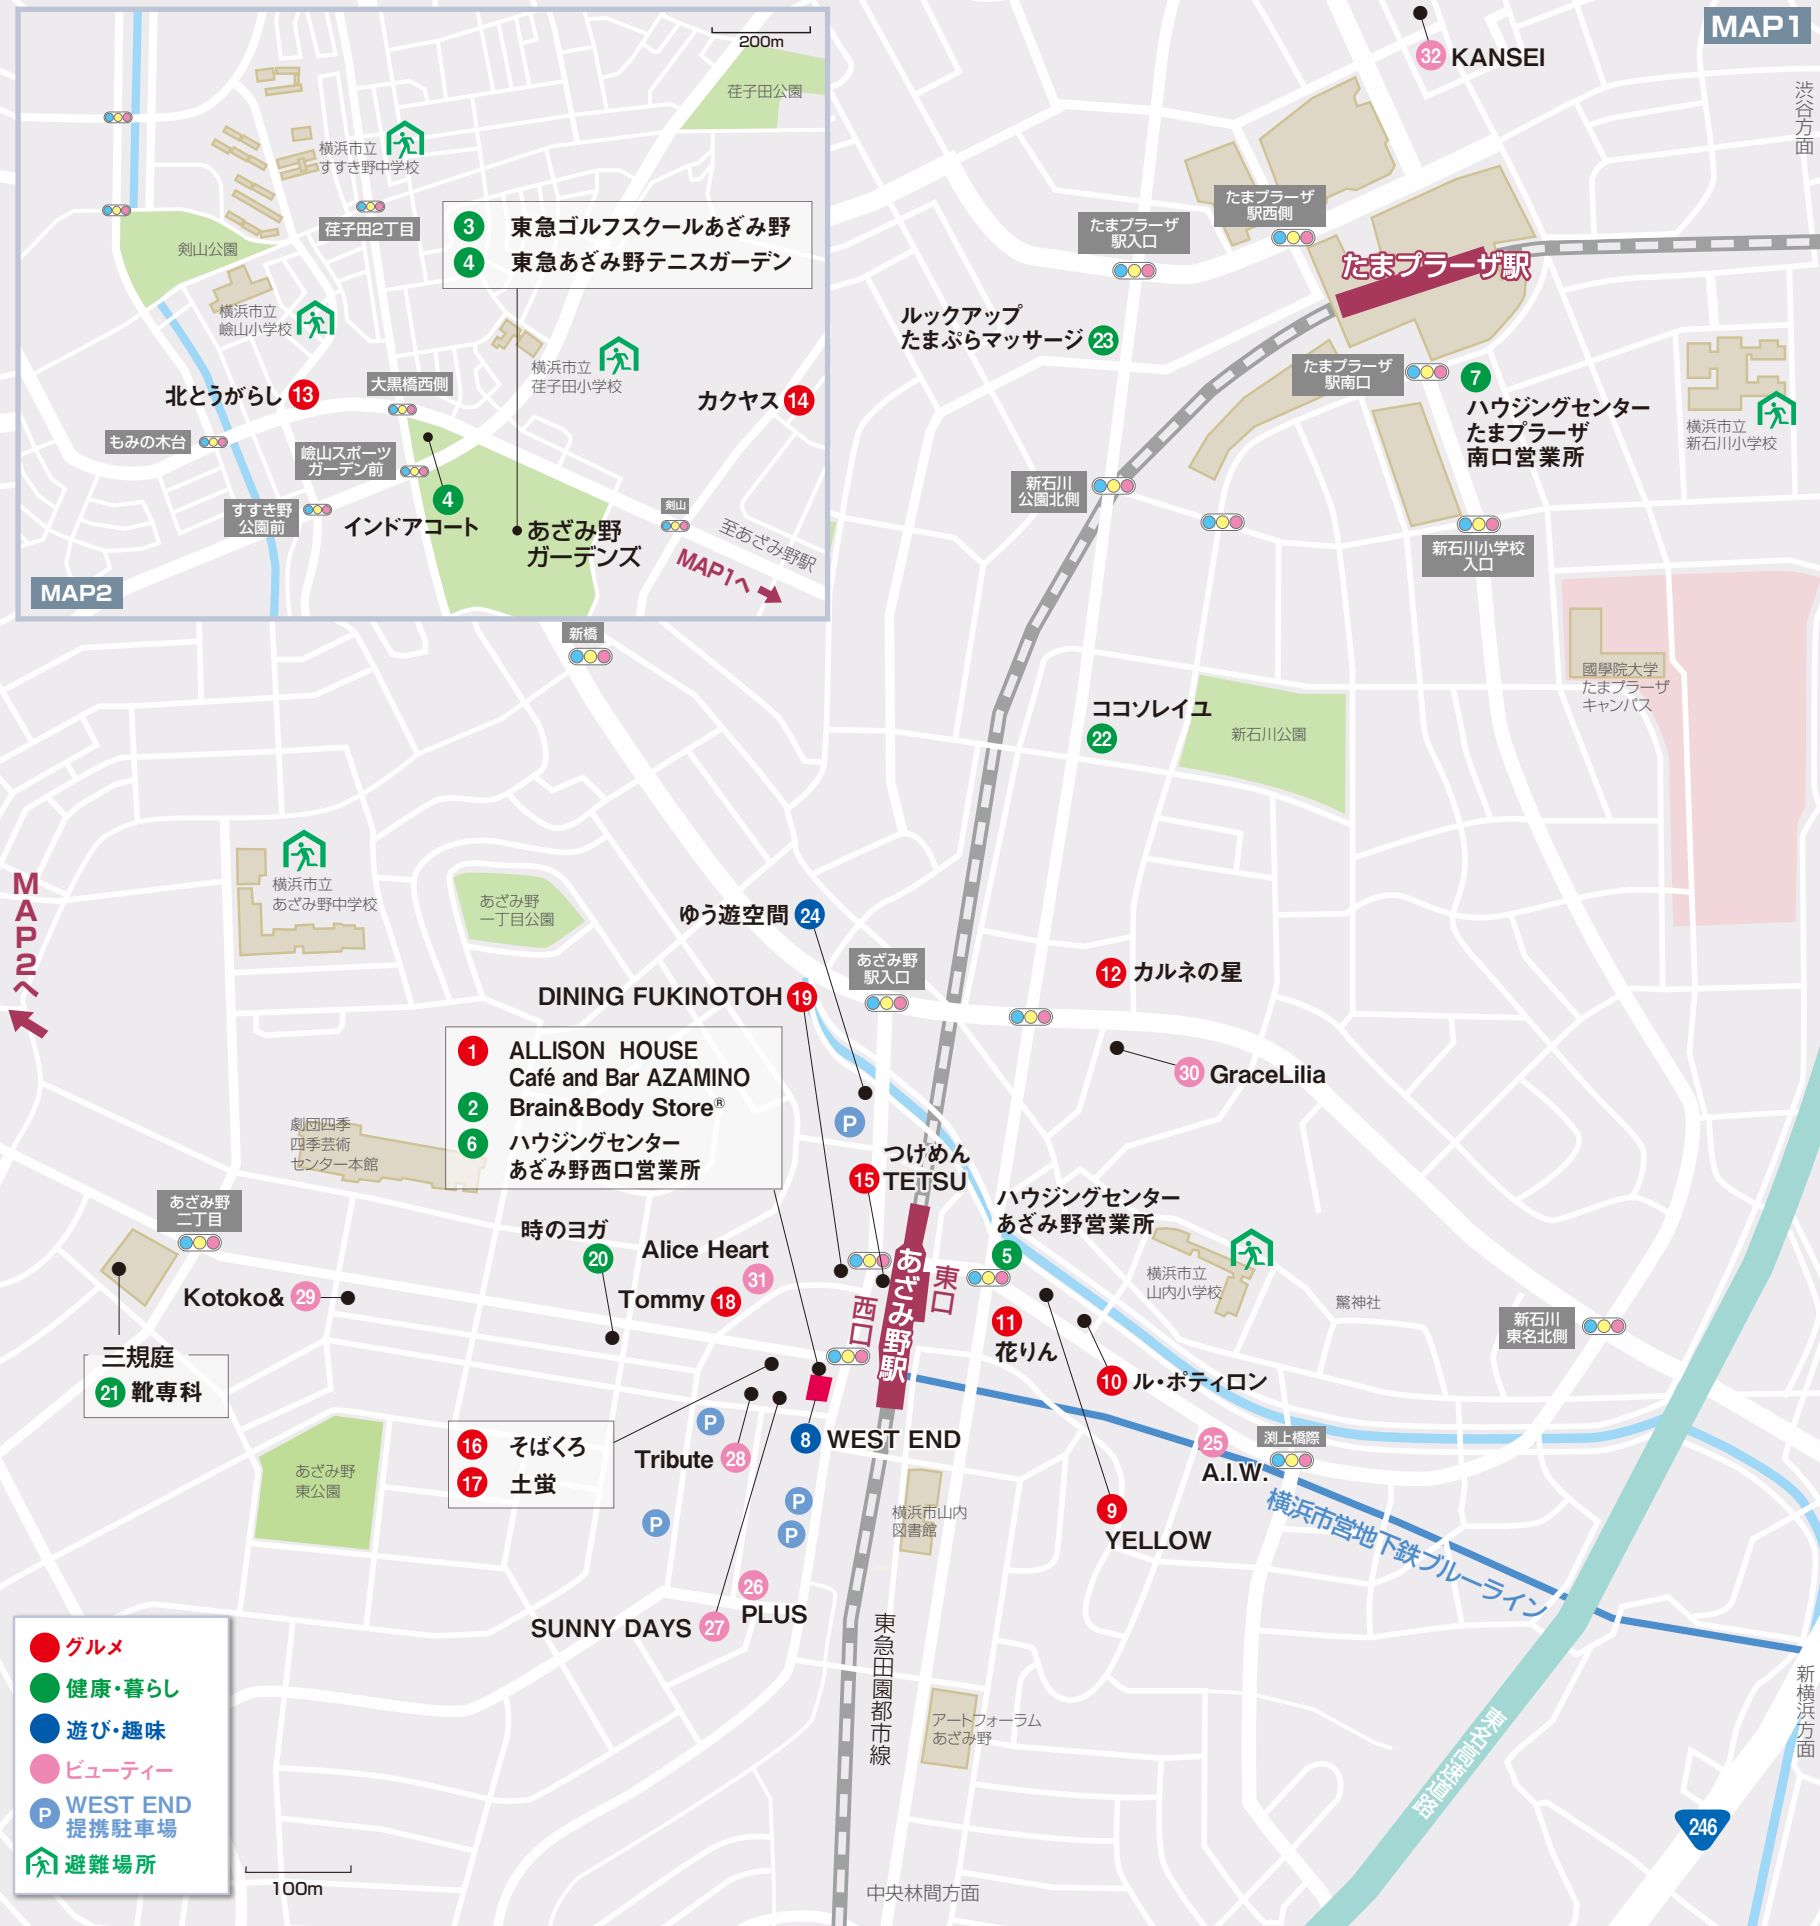 200m
荏子田公園
横浜市立
すすき野中学校
荏子田2丁目
剣山公園
3 東急ゴルフスクールあざみ野
4 東急あざみ野テニスガーデン
横浜市立
嶮山小学校
横浜市立
荏子田小学校
大黒橋西側
北とうがらし 13
カクヤス 14
もみの木台
嶮山スポーツ
ガーデン前
4
インドアコート
すすき野
公園前
あざみ野
ガーデンズ
剣山
至あざみ野駅
MAP1へ
MAP2
MAP1
32 KANSEI
渋谷方面
たまプラーザ
駅西側
たまプラーザ
駅入口
たまプラーザ駅
ルックアップ
たまぷらマッサージ 23
たまプラーザ
駅南口
7
ハウジングセンター
たまプラーザ
南口営業所
横浜市立
新石川小学校
新石川
公園北側
新石川小学校
入口
新橋
國學院大学
たまプラーザ
キャンパス
ココソレイユ
22
新石川公園
横浜市立
あざみ野中学校
MAP2へ
あざみ野
一丁目公園
ゆう遊空間 24
あざみ野
駅入口
12 カルネの星
DINING FUKINOTOH 19
1 ALLISON HOUSE
Café and Bar AZAMINO
2 Brain&Body Store®
6 ハウジングセンター
あざみ野西口営業所
30 GraceLilia
P
劇団四季
四季芸術
センター本館
つけめん
15 TETSU
ハウジングセンター
あざみ野営業所
5
あざみ野
二丁目
時のヨガ
20
Alice Heart
31
Tommy 18
Kotoko& 29
あざみ野駅
東口
西口
横浜市立
山内小学校
驚神社
新石川
東名北側
11
花りん
三規庭
21 靴専科
10 ル・ポティロン
16 そばくろ
17 土蛍
P
Tribute 28
8 WEST END
25
A.I.W.
渕上橋際
あざみ野
東公園
P
P
P
横浜市山内
図書館
9
YELLOW
横浜市営地下鉄ブルーライン
26
PLUS
SUNNY DAYS 27
東急田園都市線
グルメ
健康・暮らし
遊び・趣味
ビューティー
P WEST END
提携駐車場
避難場所
100m
アートフォーラム
あざみ野
東名高速道路
新横浜方面
246
中央林間方面